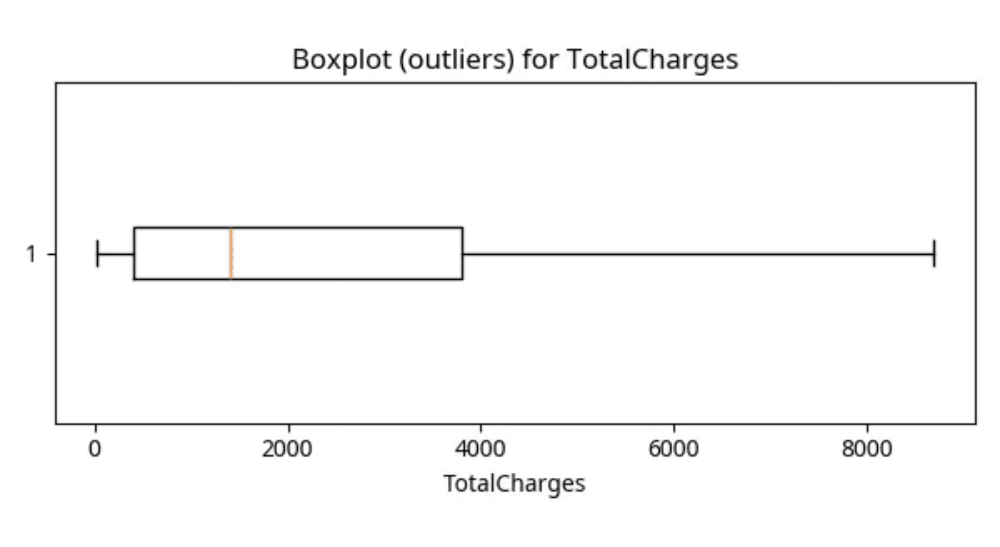 Boxplot (outliers) for TotalCharges
1
0 2000 4000 6000 8000
TotalCharges